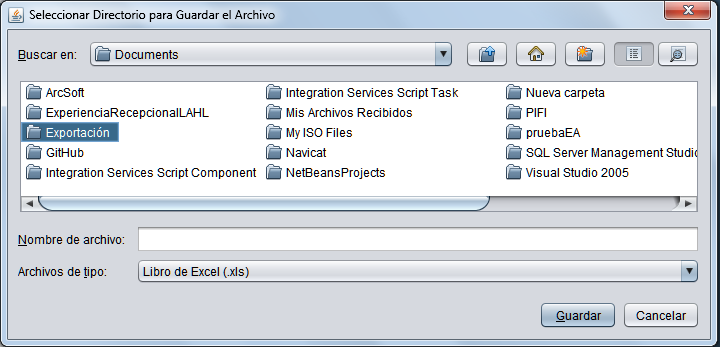 Seleccionar Directorio para Guardar el Archivo
Buscar en: Documents
ArcSoft
ExperienciaRecepcionalLAHL
Exportación
GitHub
Integration Services Script Component
Integration Services Script Task
Mis Archivos Recibidos
My ISO Files
Navicat
NetBeansProjects
Nueva carpeta
PIFI
pruebaEA
SQL Server Management Studio
Visual Studio 2005
Nombre de archivo:
Archivos de tipo: Libro de Excel (.xls)
Guardar Cancelar